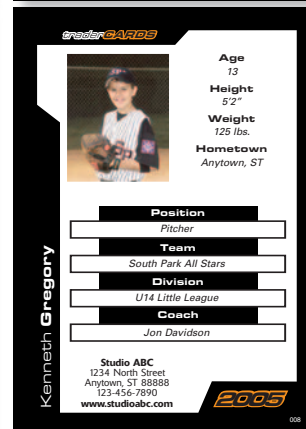 traderCARDS
Age
13
Height
5'2"
Weight
125 lbs.
Hometown
Anytown, ST
Position
Pitcher
Team
South Park All Stars
Division
U14 Little League
Coach
Jon Davidson
Kenneth Gregory
Studio ABC
1234 North Street
Anytown, ST 88888
123-456-7890
www.studioabc.com
2005
008